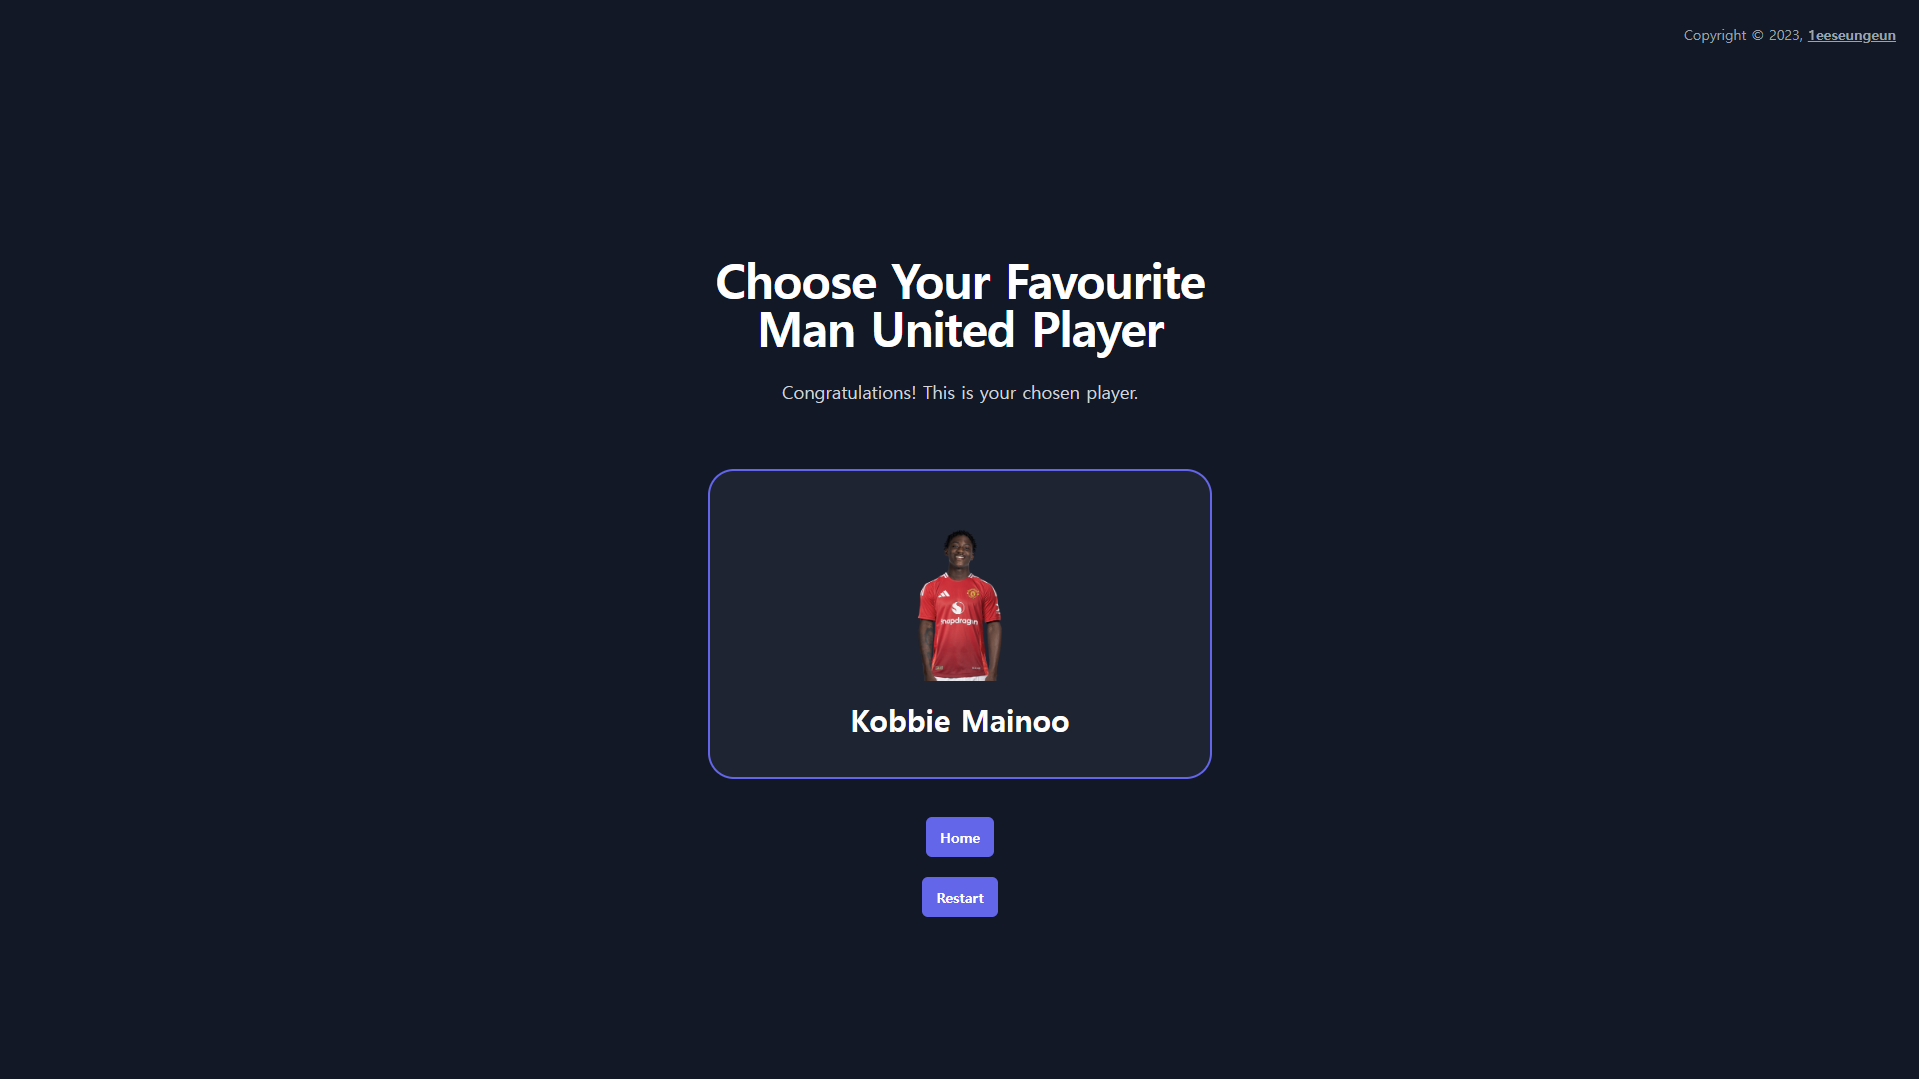 Copyright © 2023, 1eeseungeun
Choose Your Favourite
Man United Player
Congratulations! This is your chosen player.
snapdragon
Kobbie Mainoo
Home
Restart